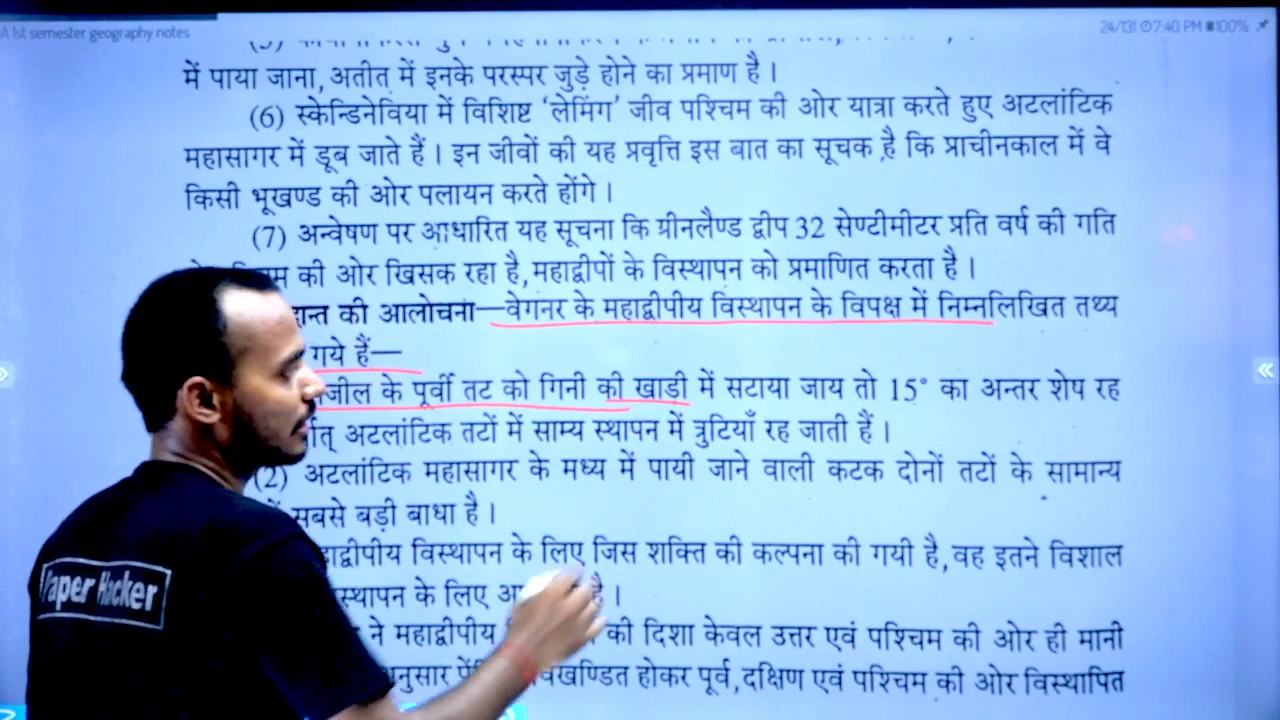 A 1st semester geography notes
24/131 7:40 PM 100%
में पाया जाना, अतीत में इनके परस्पर जुड़े होने का प्रमाण है।
(6) स्केन्डिनेविया में विशिष्ट ‘लेमिंग’ जीव पश्चिम की ओर यात्रा करते हुए अटलांटिक
महासागर में डूब जाते हैं। इन जीवों की यह प्रवृत्ति इस बात का सूचक है कि प्राचीनकाल में वे
किसी भूखण्ड की ओर पलायन करते होंगे।
(7) अन्वेषण पर आधारित यह सूचना कि ग्रीनलैण्ड द्वीप 32 सेण्टीमीटर प्रति वर्ष की गति
की ओर खिसक रहा है, महाद्वीपों के विस्थापन को प्रमाणित करता है।
की आलोचना—वेगनर के महाद्वीपीय विस्थापन के विपक्ष में निम्नलिखित तथ्य
गये हैं—
जील के पूर्वी तट को गिनी की खाड़ी में सटाया जाय तो 15° का अन्तर शेष रह
अटलांटिक तटों में साम्य स्थापन में त्रुटियाँ रह जाती हैं।
(2) अटलांटिक महासागर के मध्य में पायी जाने वाली कटक दोनों तटों के सामान्य
सबसे बड़ी बाधा है।
हाद्वीपीय विस्थापन के लिए जिस शक्ति की कल्पना की गयी है, वह इतने विशाल
स्थापन के लिए है।
ने महाद्वीपीय की दिशा केवल उत्तर एवं पश्चिम की ओर ही मानी
नुसार विखण्डित होकर पूर्व, दक्षिण एवं पश्चिम की ओर विस्थापित
Paper Hacker